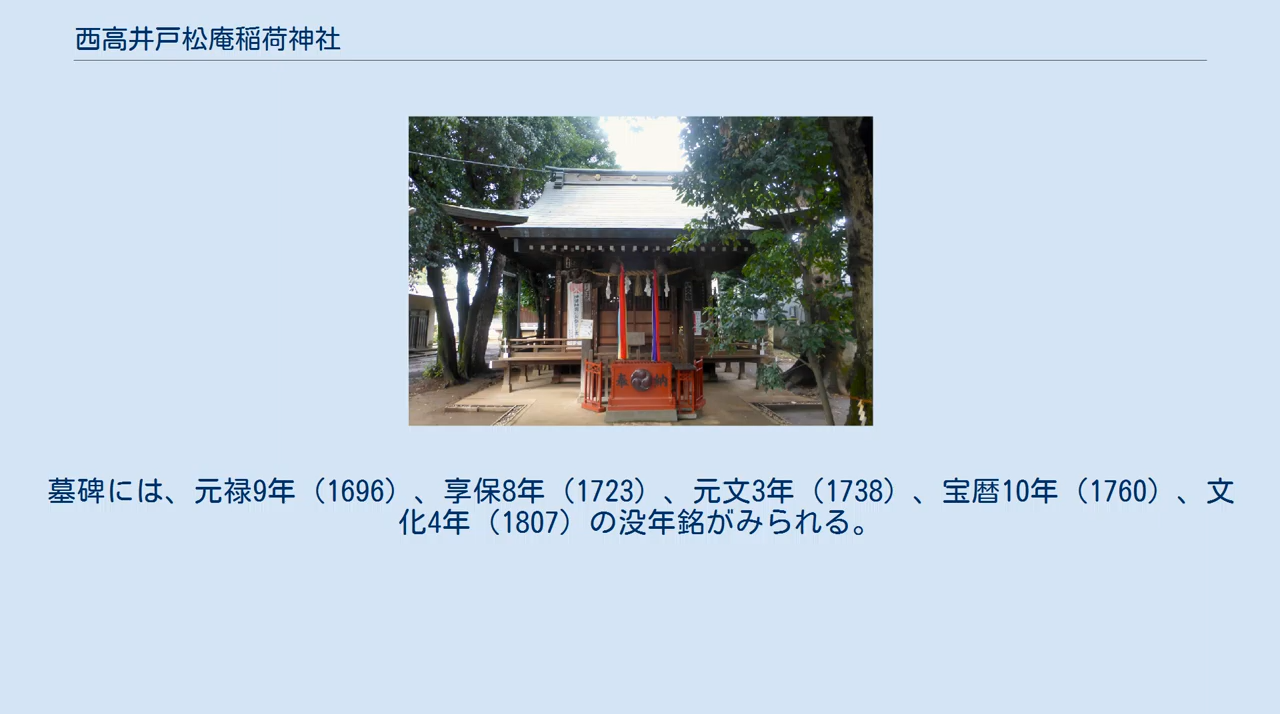 西高井戸松庵稲荷神社
奉納
墓碑には、元禄9年（1696）、享保8年（1723）、元文3年（1738）、宝暦10年（1760）、文
化4年（1807）の没年銘がみられる。